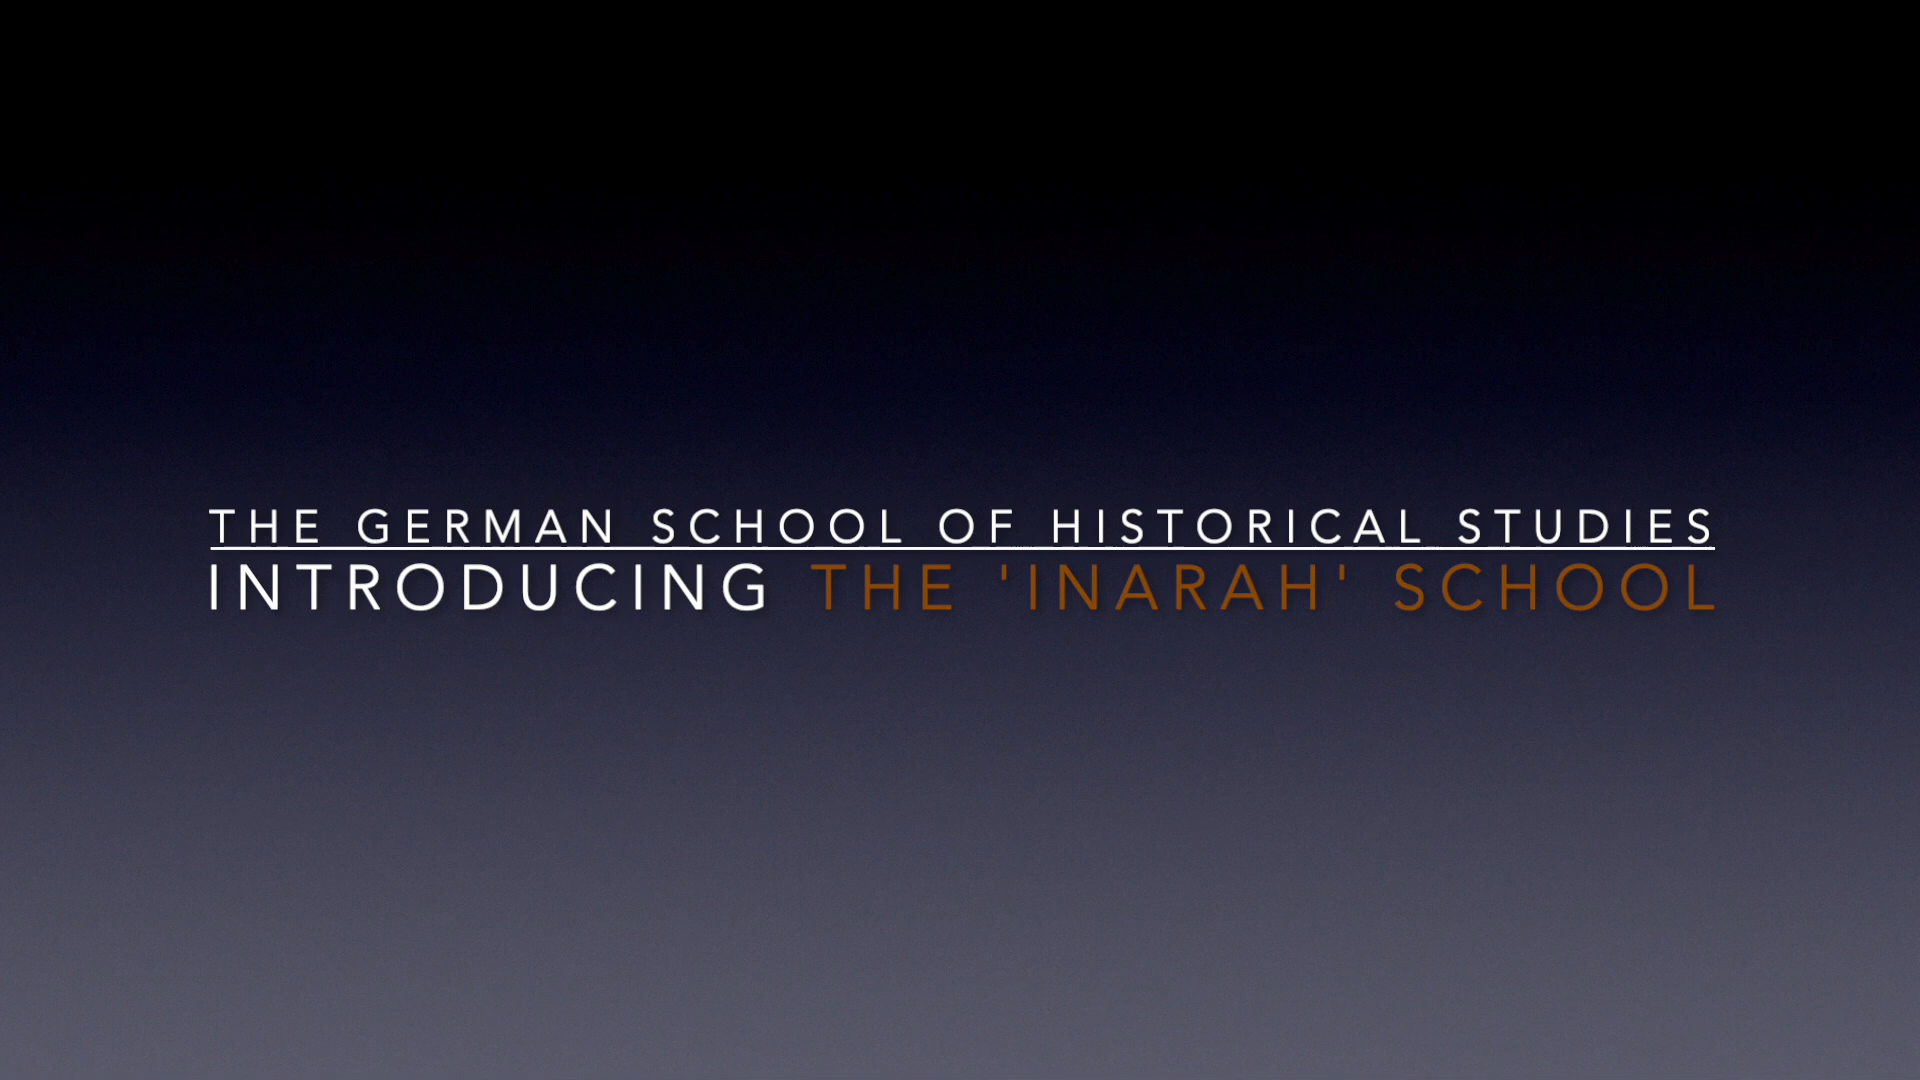 THE GERMAN SCHOOL OF HISTORICAL STUDIES
INTRODUCING THE 'INARAH' SCHOOL